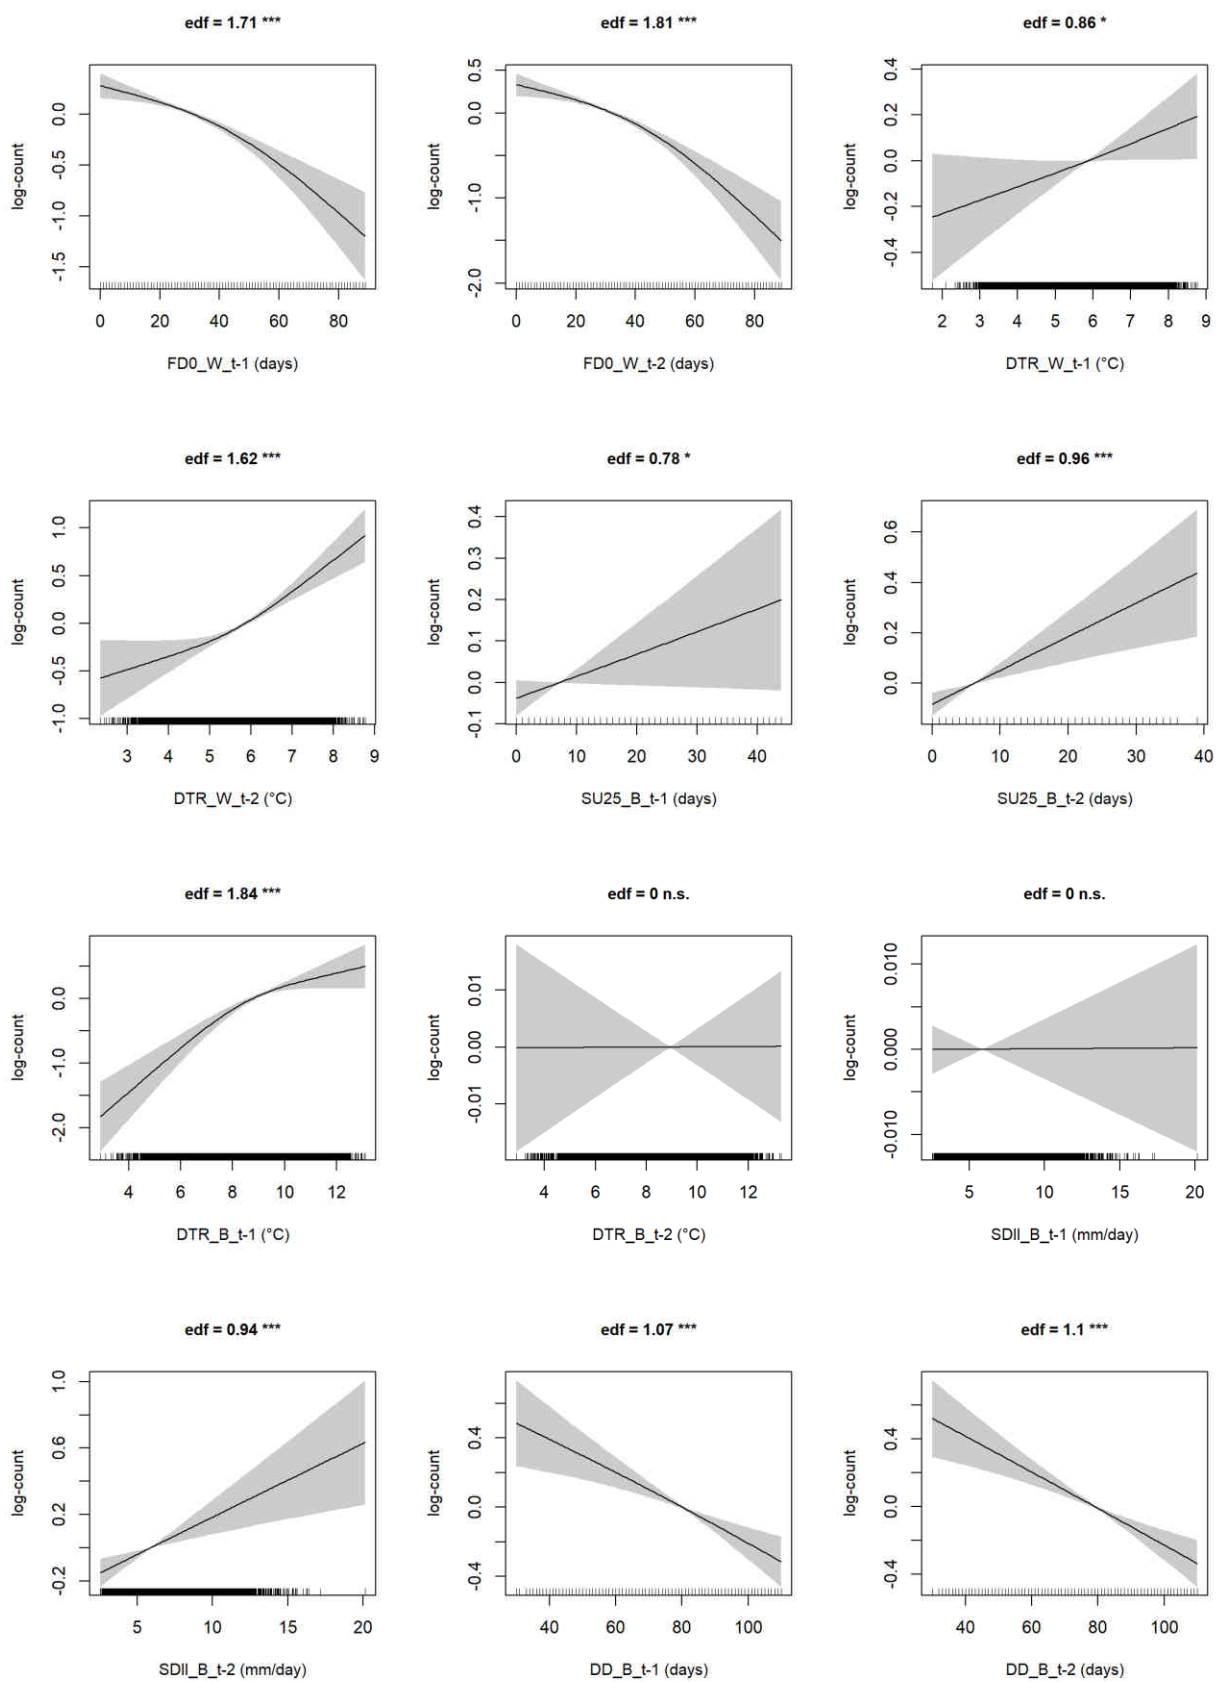 edf = 1.71 ***
log-count
0.0
-0.5
-1.0
-1.5
0 20 40 60 80
FD0_W_t-1 (days)
edf = 1.81 ***
log-count
0.5
0.0
-1.0
-2.0
0 20 40 60 80
FD0_W_t-2 (days)
edf = 0.86 *
log-count
0.4
0.2
0.0
-0.2
-0.4
2 3 4 5 6 7 8 9
DTR_W_t-1 (°C)
edf = 1.62 ***
log-count
1.0
0.5
0.0
-0.5
-1.0
3 4 5 6 7 8 9
DTR_W_t-2 (°C)
edf = 0.78 *
log-count
0.4
0.3
0.2
0.1
0.0
-0.1
0 10 20 30 40
SU25_B_t-1 (days)
edf = 0.96 ***
log-count
0.6
0.4
0.2
0.0
0 10 20 30 40
SU25_B_t-2 (days)
edf = 1.84 ***
log-count
0.0
-1.0
-2.0
4 6 8 10 12
DTR_B_t-1 (°C)
edf = 0 n.s.
log-count
0.01
0.00
-0.01
4 6 8 10 12
DTR_B_t-2 (°C)
edf = 0 n.s.
log-count
0.010
0.000
-0.010
5 10 15 20
SDII_B_t-1 (mm/day)
edf = 0.94 ***
log-count
1.0
0.6
0.2
-0.2
5 10 15 20
SDII_B_t-2 (mm/day)
edf = 1.07 ***
log-count
0.4
0.0
-0.4
40 60 80 100
DD_B_t-1 (days)
edf = 1.1 ***
log-count
0.4
0.0
-0.4
40 60 80 100
DD_B_t-2 (days)